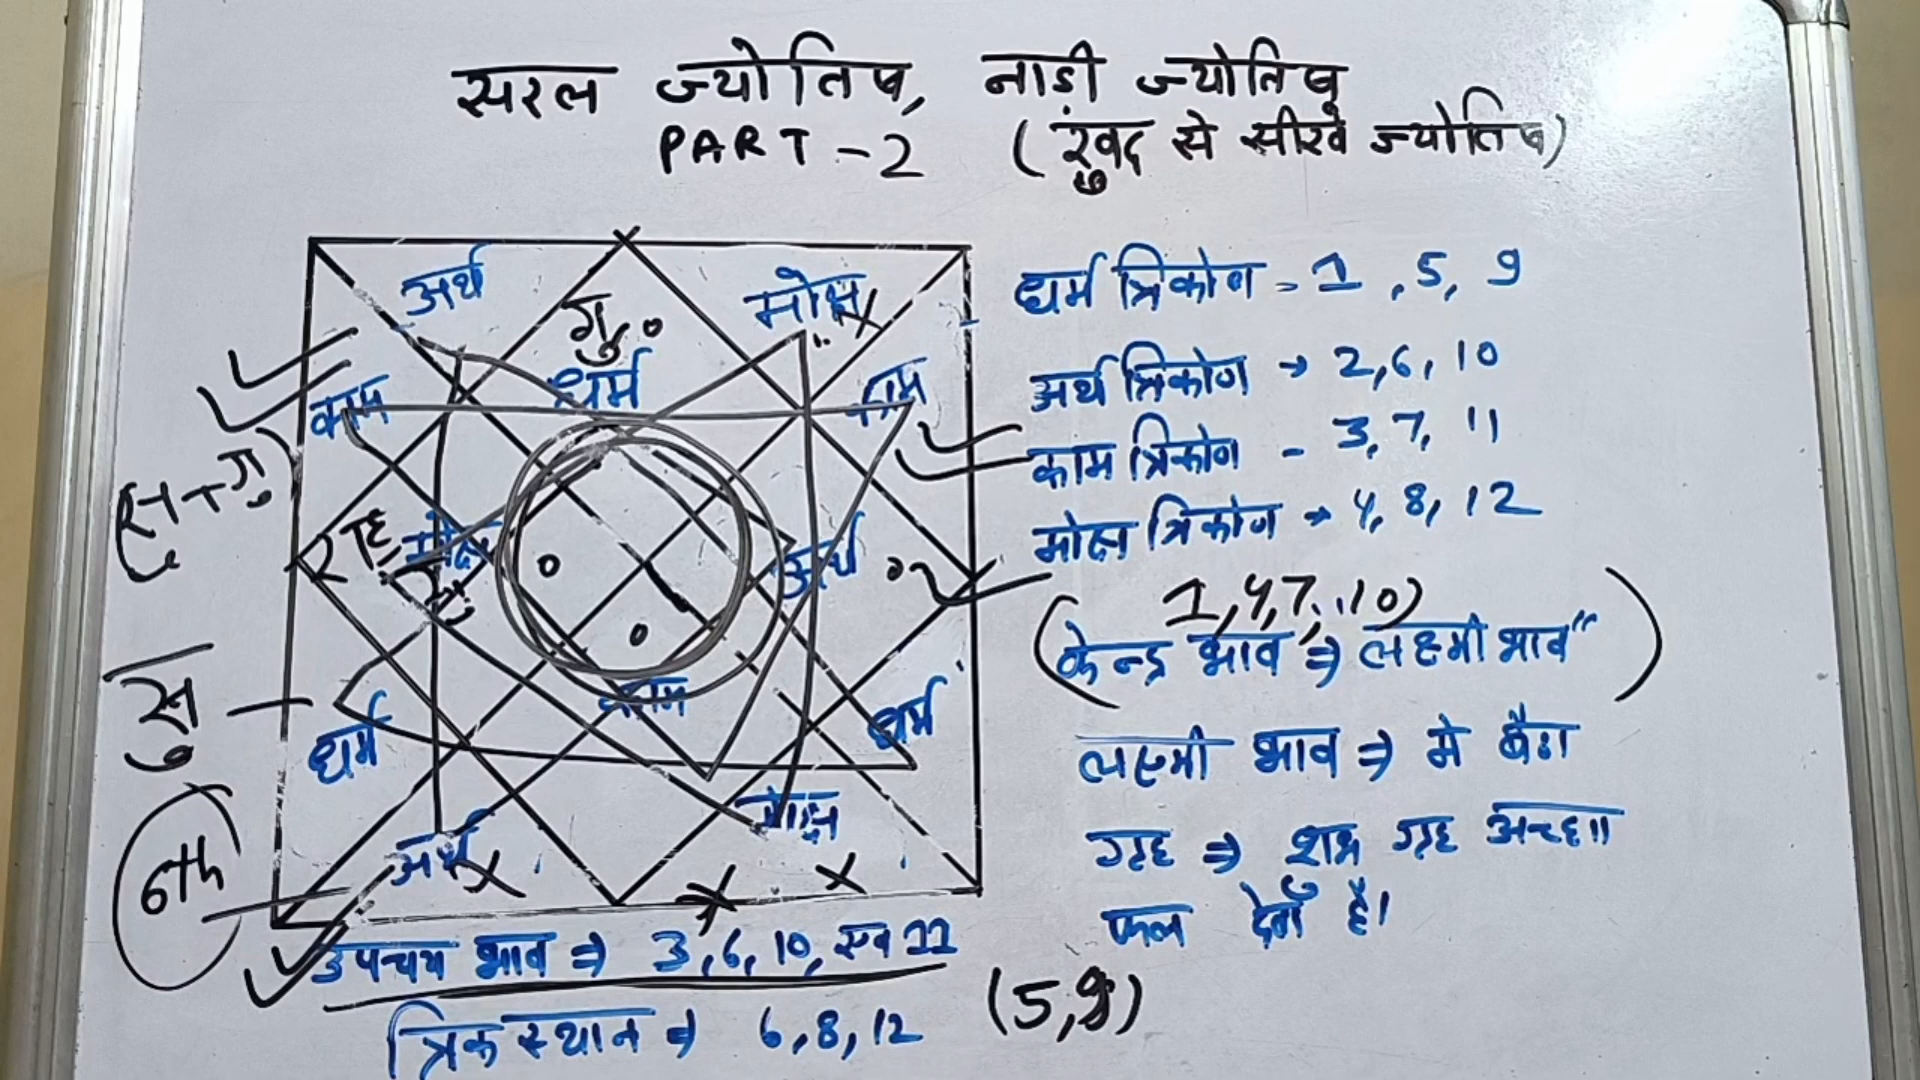 सरल ज्योतिष, नाडी ज्योतिष
PART-2 (खुंद से सीखे ज्योतिष)
अर्थ
मोक्ष
गु
काम
धर्म
काम
सु+गु
राहु
मोक्ष
अर्थ
सु
धर्म
काम
धर्म
6th
अर्थ
मोक्ष
धर्म त्रिकोण - 1, 5, 9
अर्थ त्रिकोण → 2, 6, 10
काम त्रिकोण - 3, 7, 11
मोक्ष त्रिकोण → 4, 8, 12
1, 4, 7, 10)
(केन्द्र भाव ⇒ लक्ष्मी भाव")
लक्ष्मी भाव ⇒ मे बैठा
ग्रह ⇒ शुभ ग्रह अच्छा
फल देता है।
उपचय भाव ⇒ 3, 6, 10, एव 11
त्रिक स्थान ⇒ 6, 8, 12
(5, 9)